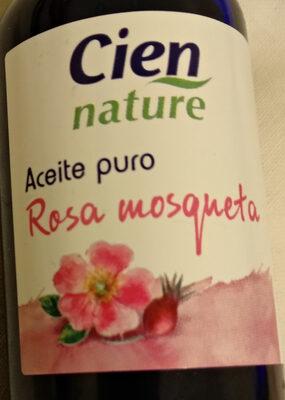 Cien
nature
Aceite puro
Rosa mosqueta